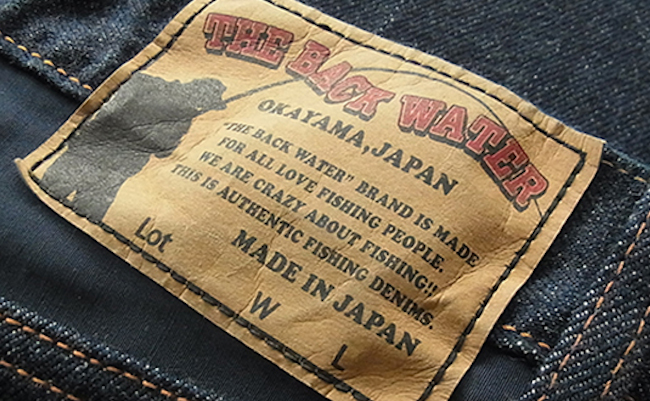 THE BACK WATER
OKAYAMA,JAPAN
"THE BACK WATER" BRAND IS MADE
FOR ALL LOVE FISHING PEOPLE.
WE ARE CRAZY ABOUT FISHING!!
THIS IS AUTHENTIC FISHING DENIMS.
MADE IN JAPAN
Lot W L